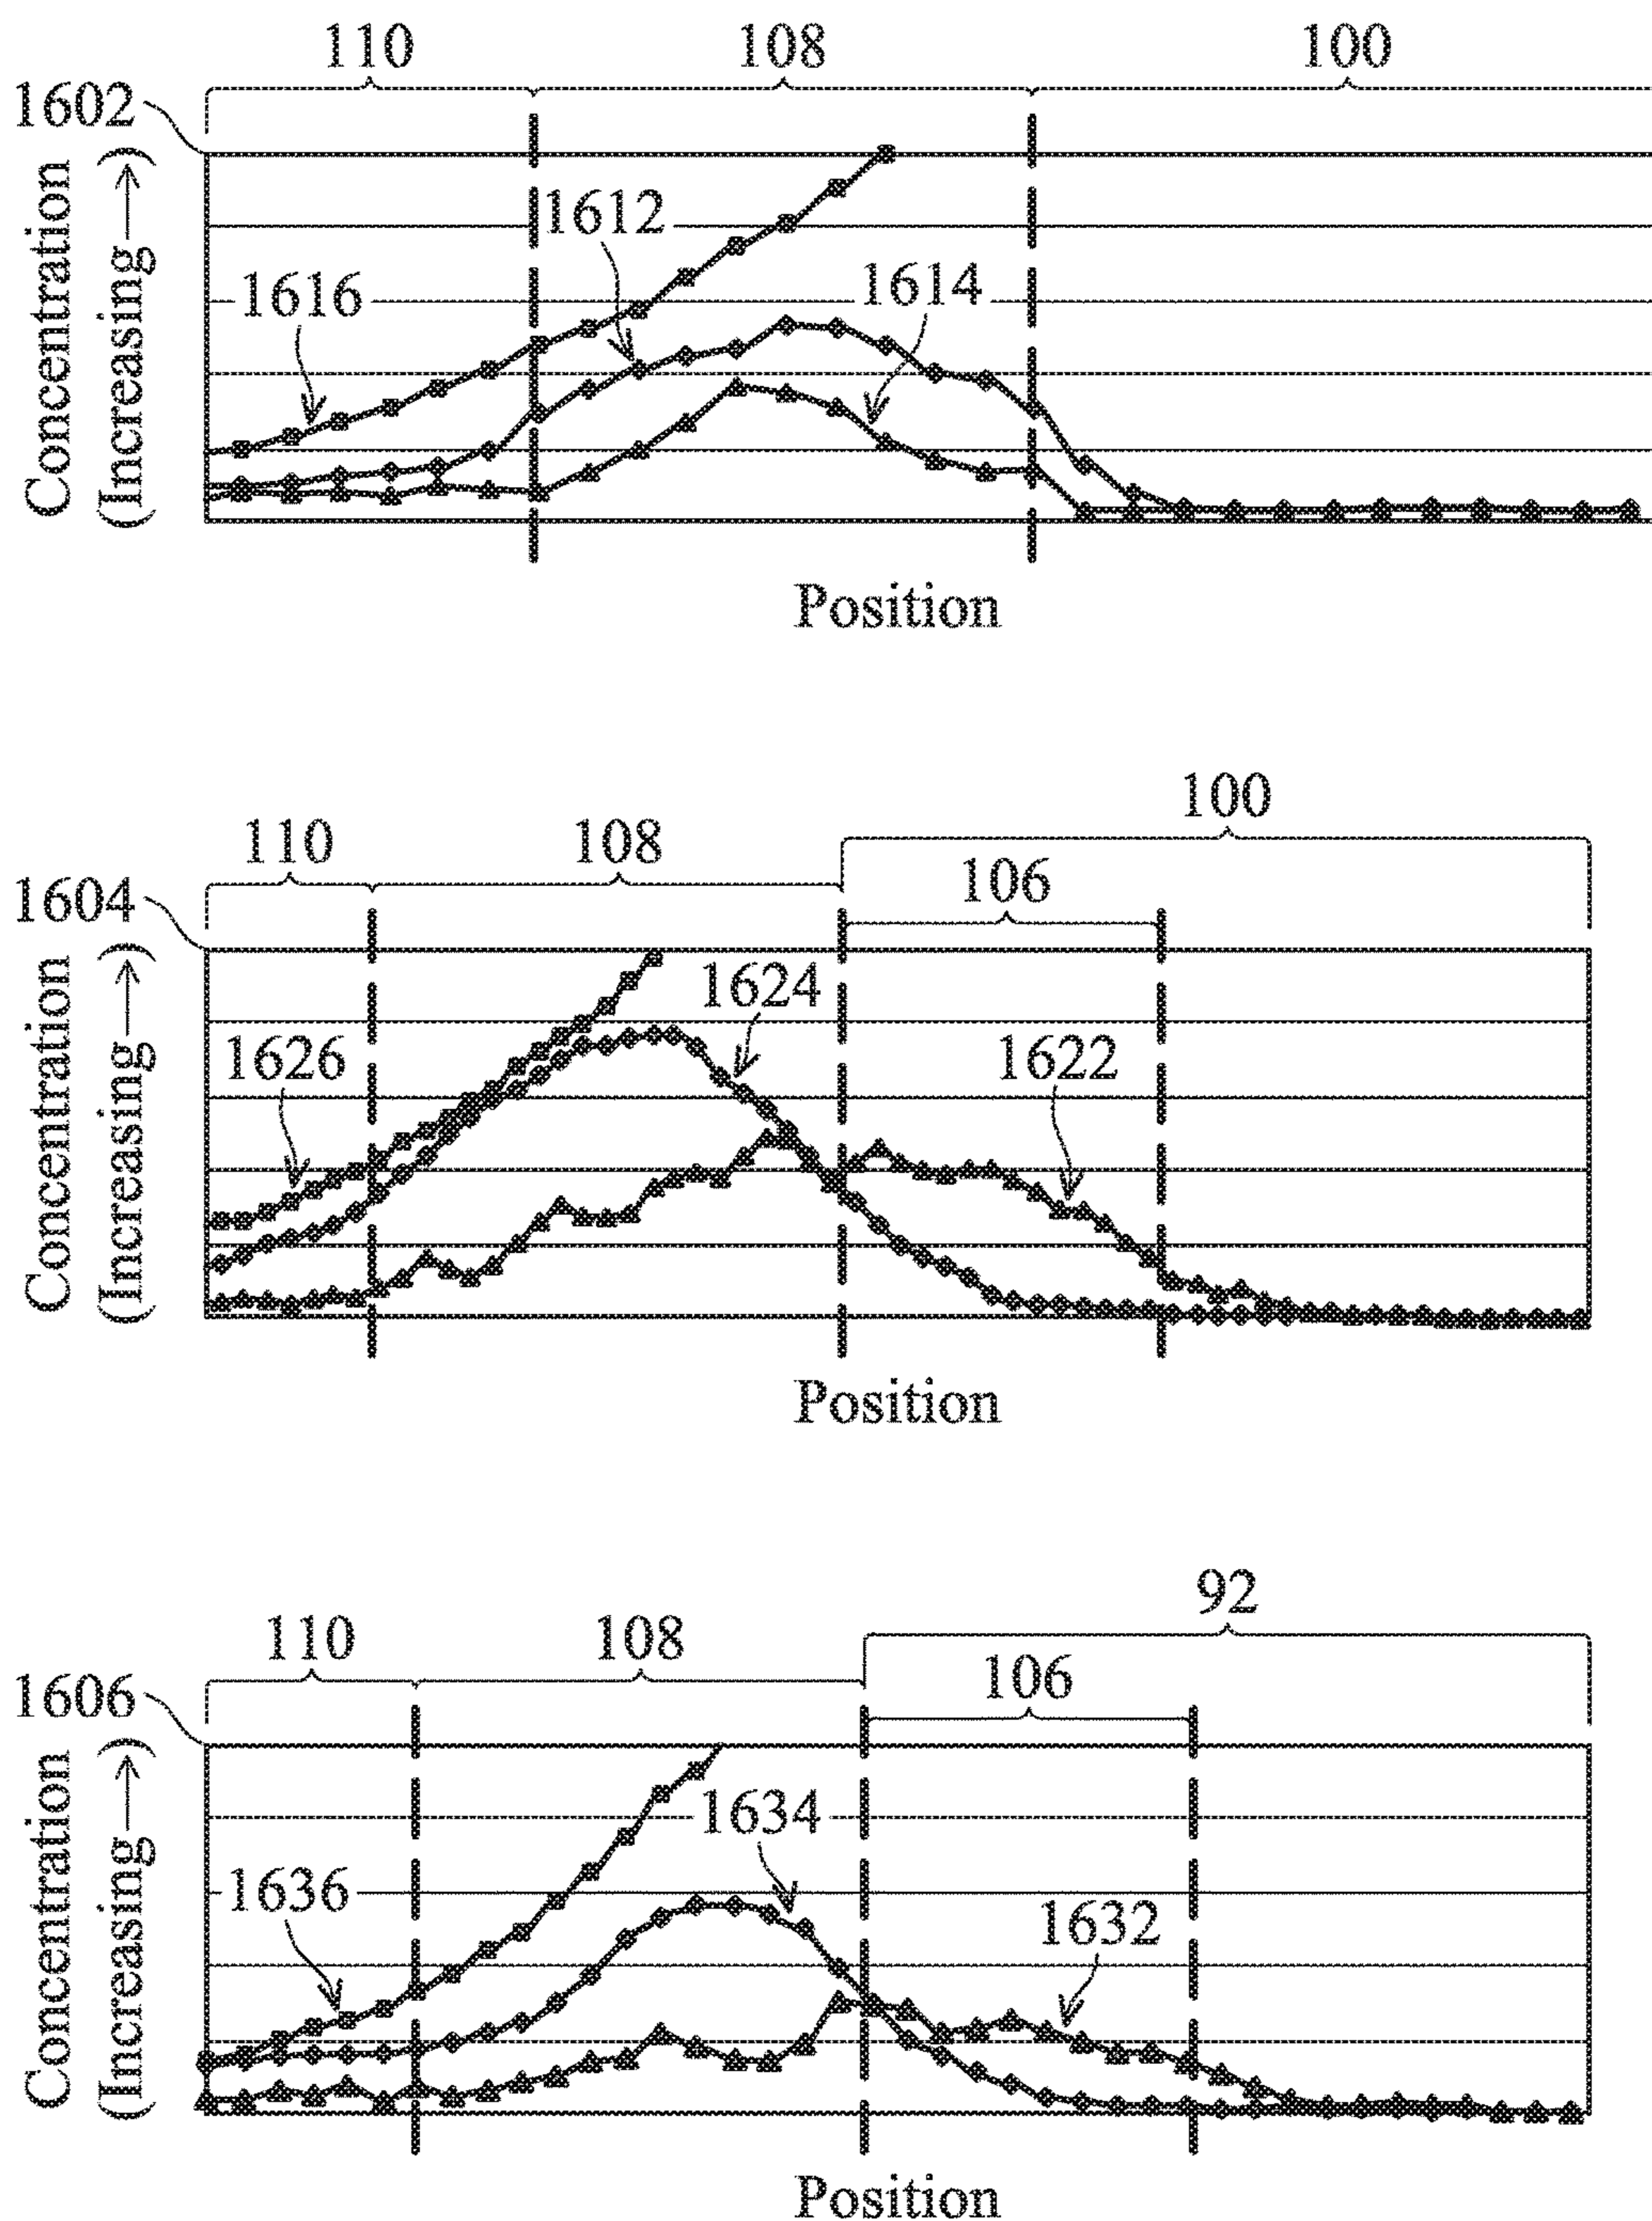 110 108 100
1602
1612
1616 1614
Concentration
(Increasing→)
Position
100
110 108
106
1604
1624
1626 1622
Concentration
(Increasing→)
Position
92
110 108
106
1606
1634
1636 1632
Concentration
(Increasing→)
Position